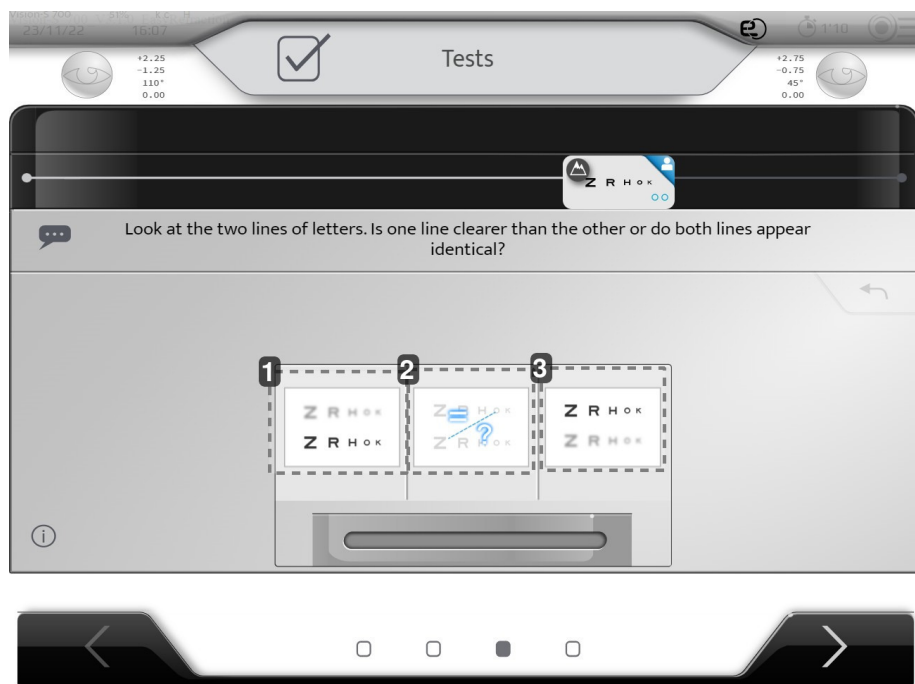 Vision-S 700
23/11/22 16:07
1'10
Tests
+2.25
-1.25
110°
0.00
+2.75
-0.75
45°
0.00
Z R H O K
Look at the two lines of letters. Is one line clearer than the other or do both lines appear
identical?
1 2 3
Z R H O K
Z R H O K
Z R H O K
Z R H O K
Z R H O K
Z R H O K